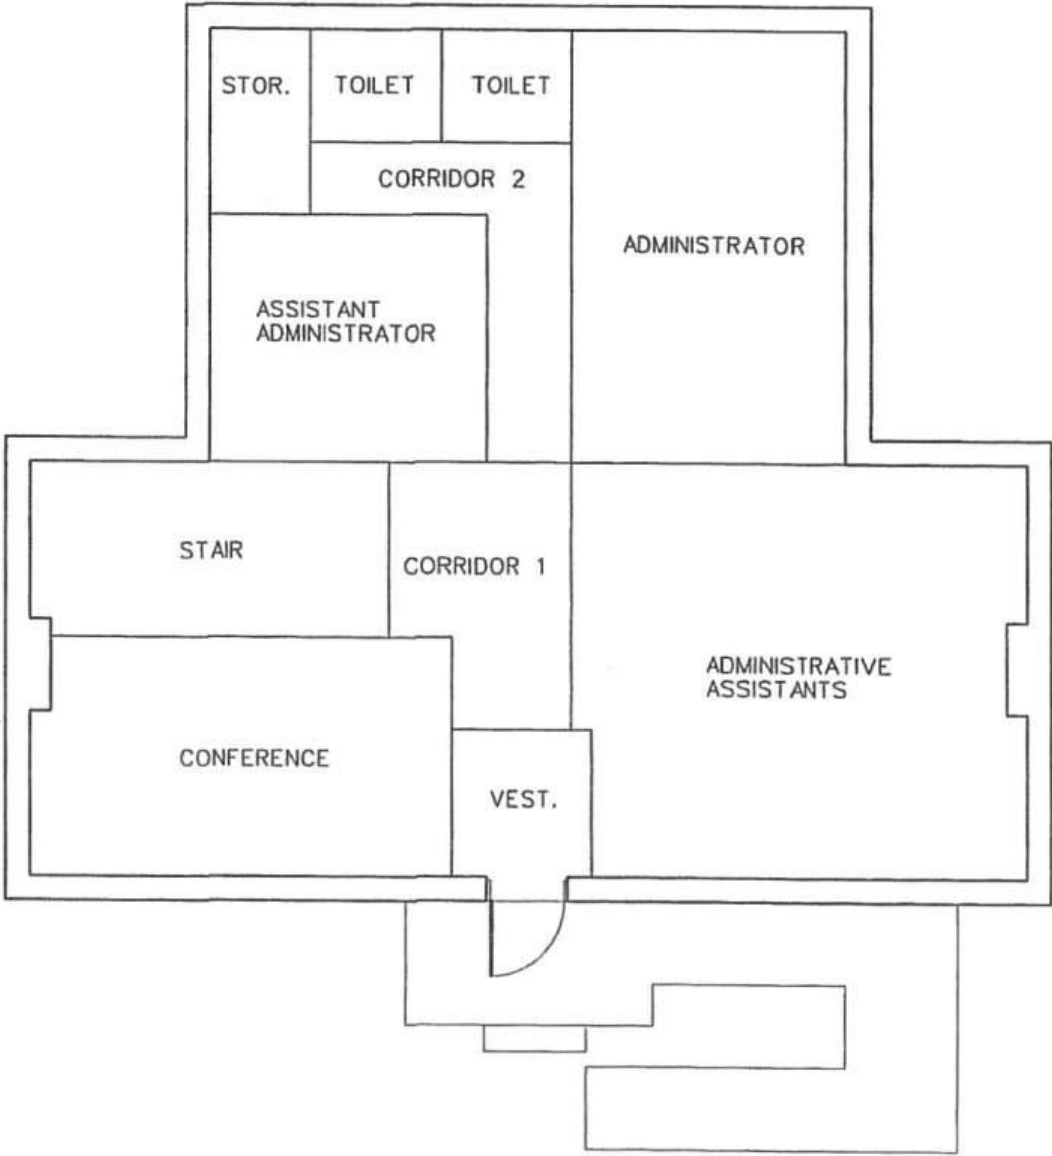 STOR.
TOILET
TOILET
CORRIDOR 2
ADMINISTRATOR
ASSISTANT
ADMINISTRATOR
STAIR
CORRIDOR 1
ADMINISTRATIVE
ASSISTANTS
CONFERENCE
VEST.